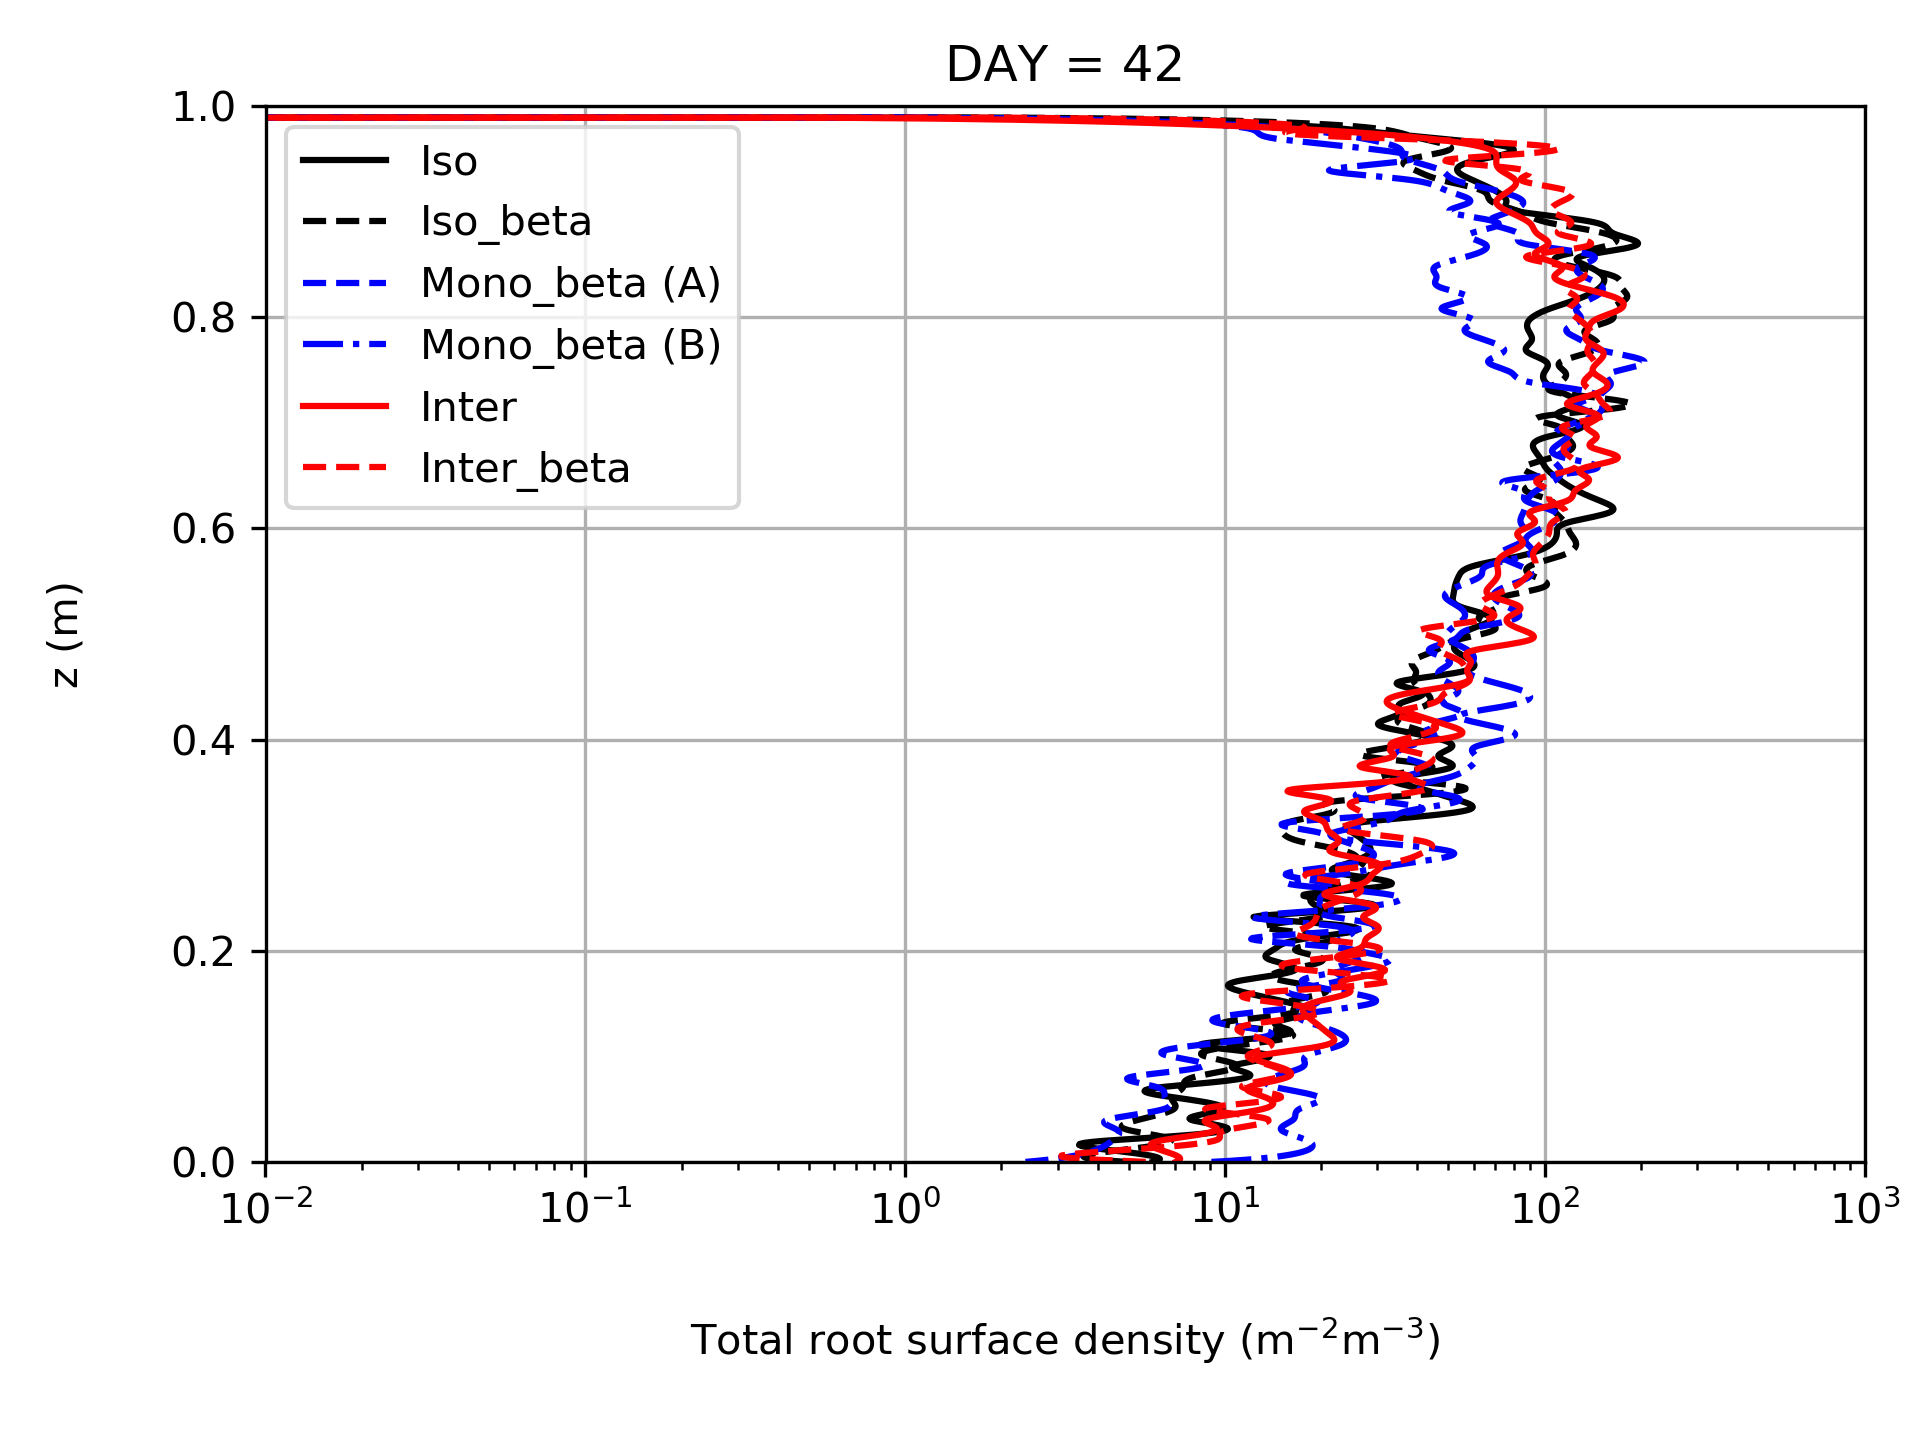 DAY = 42
1.0
0.8
0.6
0.4
0.2
0.0
z (m)
Iso
Iso_beta
Mono_beta (A)
Mono_beta (B)
Inter
Inter_beta
10⁻² 10⁻¹ 10⁰ 10¹ 10² 10³
Total root surface density (m⁻²m⁻³)